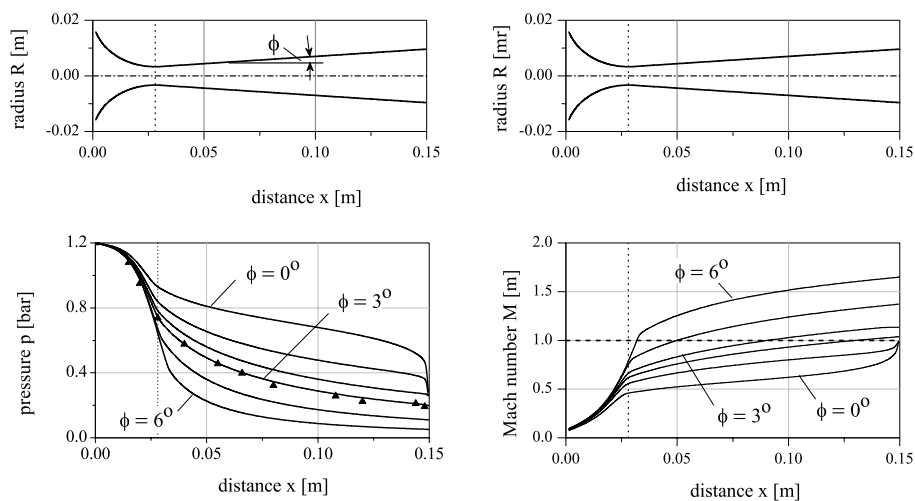 0.02
0.00
-0.02
radius R [m]
ϕ
0.00 0.05 0.10 0.15
distance x [m]
0.02
0.00
-0.02
radius R [mr]
0.00 0.05 0.10 0.15
distance x [m]
1.2
0.8
0.4
0.0
pressure p [bar]
ϕ = 0°
ϕ = 3°
ϕ = 6°
0.00 0.05 0.10 0.15
distance x [m]
2.0
1.5
1.0
0.5
0.0
Mach number M [m]
ϕ = 6°
ϕ = 3°
ϕ = 0°
0.00 0.05 0.10 0.15
distance x [m]